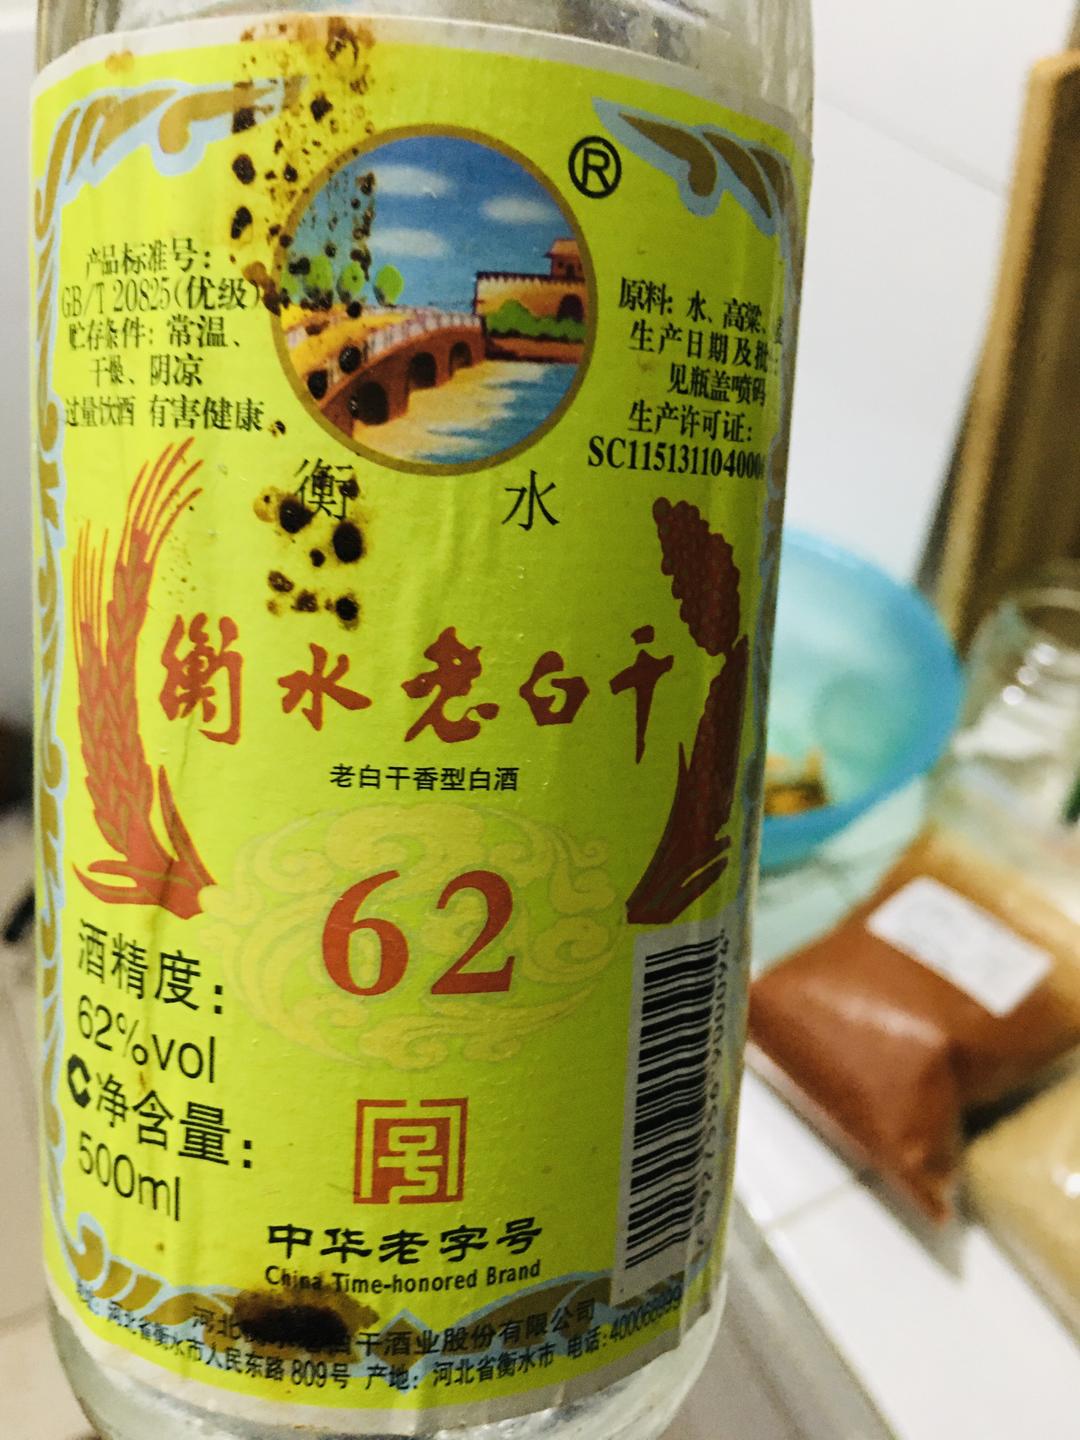 ®
产品标准号：
GB/T 20825(优级)
贮存条件：常温、
干燥、阴凉
过量饮酒 有害健康
原料：水、高粱、
生产日期及批
见瓶盖喷码
生产许可证：
SC115131104000
衡 水
衡水老白干
老白干香型白酒
62
酒精度：
62%vol
C净含量：
500ml
中华老字号
China Time-honored Brand
河北 白干酒业股份有限公司
地址：河北省衡水市人民东路809号 产地：河北省衡水市 电话:400068899